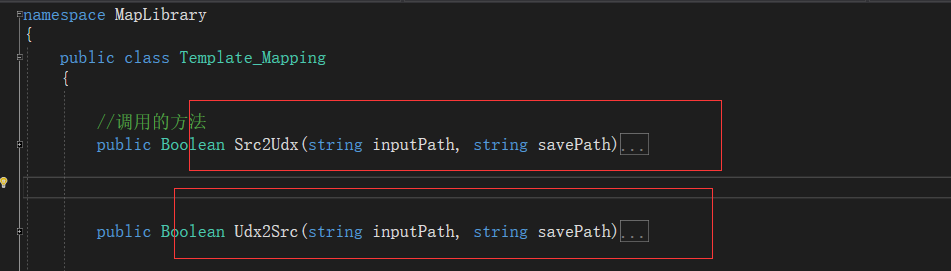 namespace MapLibrary
{
public class Template_Mapping
{
//调用的方法
public Boolean Src2Udx(string inputPath, string savePath)...
public Boolean Udx2Src(string inputPath, string savePath)...